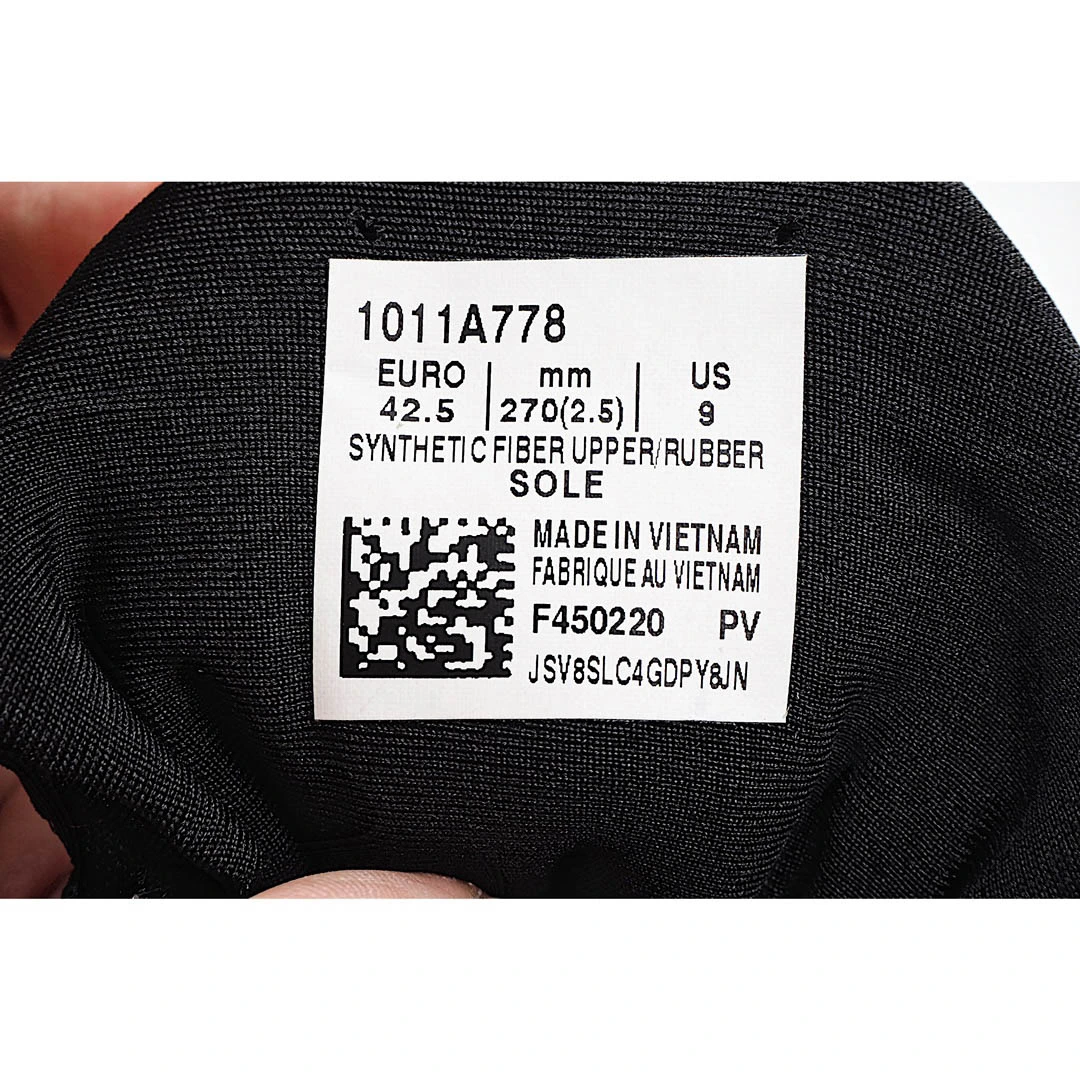 1011A778
EURO | mm | US
42.5 | 270(2.5) | 9
SYNTHETIC FIBER UPPER/RUBBER
SOLE
MADE IN VIETNAM
FABRIQUE AU VIETNAM
F450220 PV
JSV8SLC4GDPY8JN